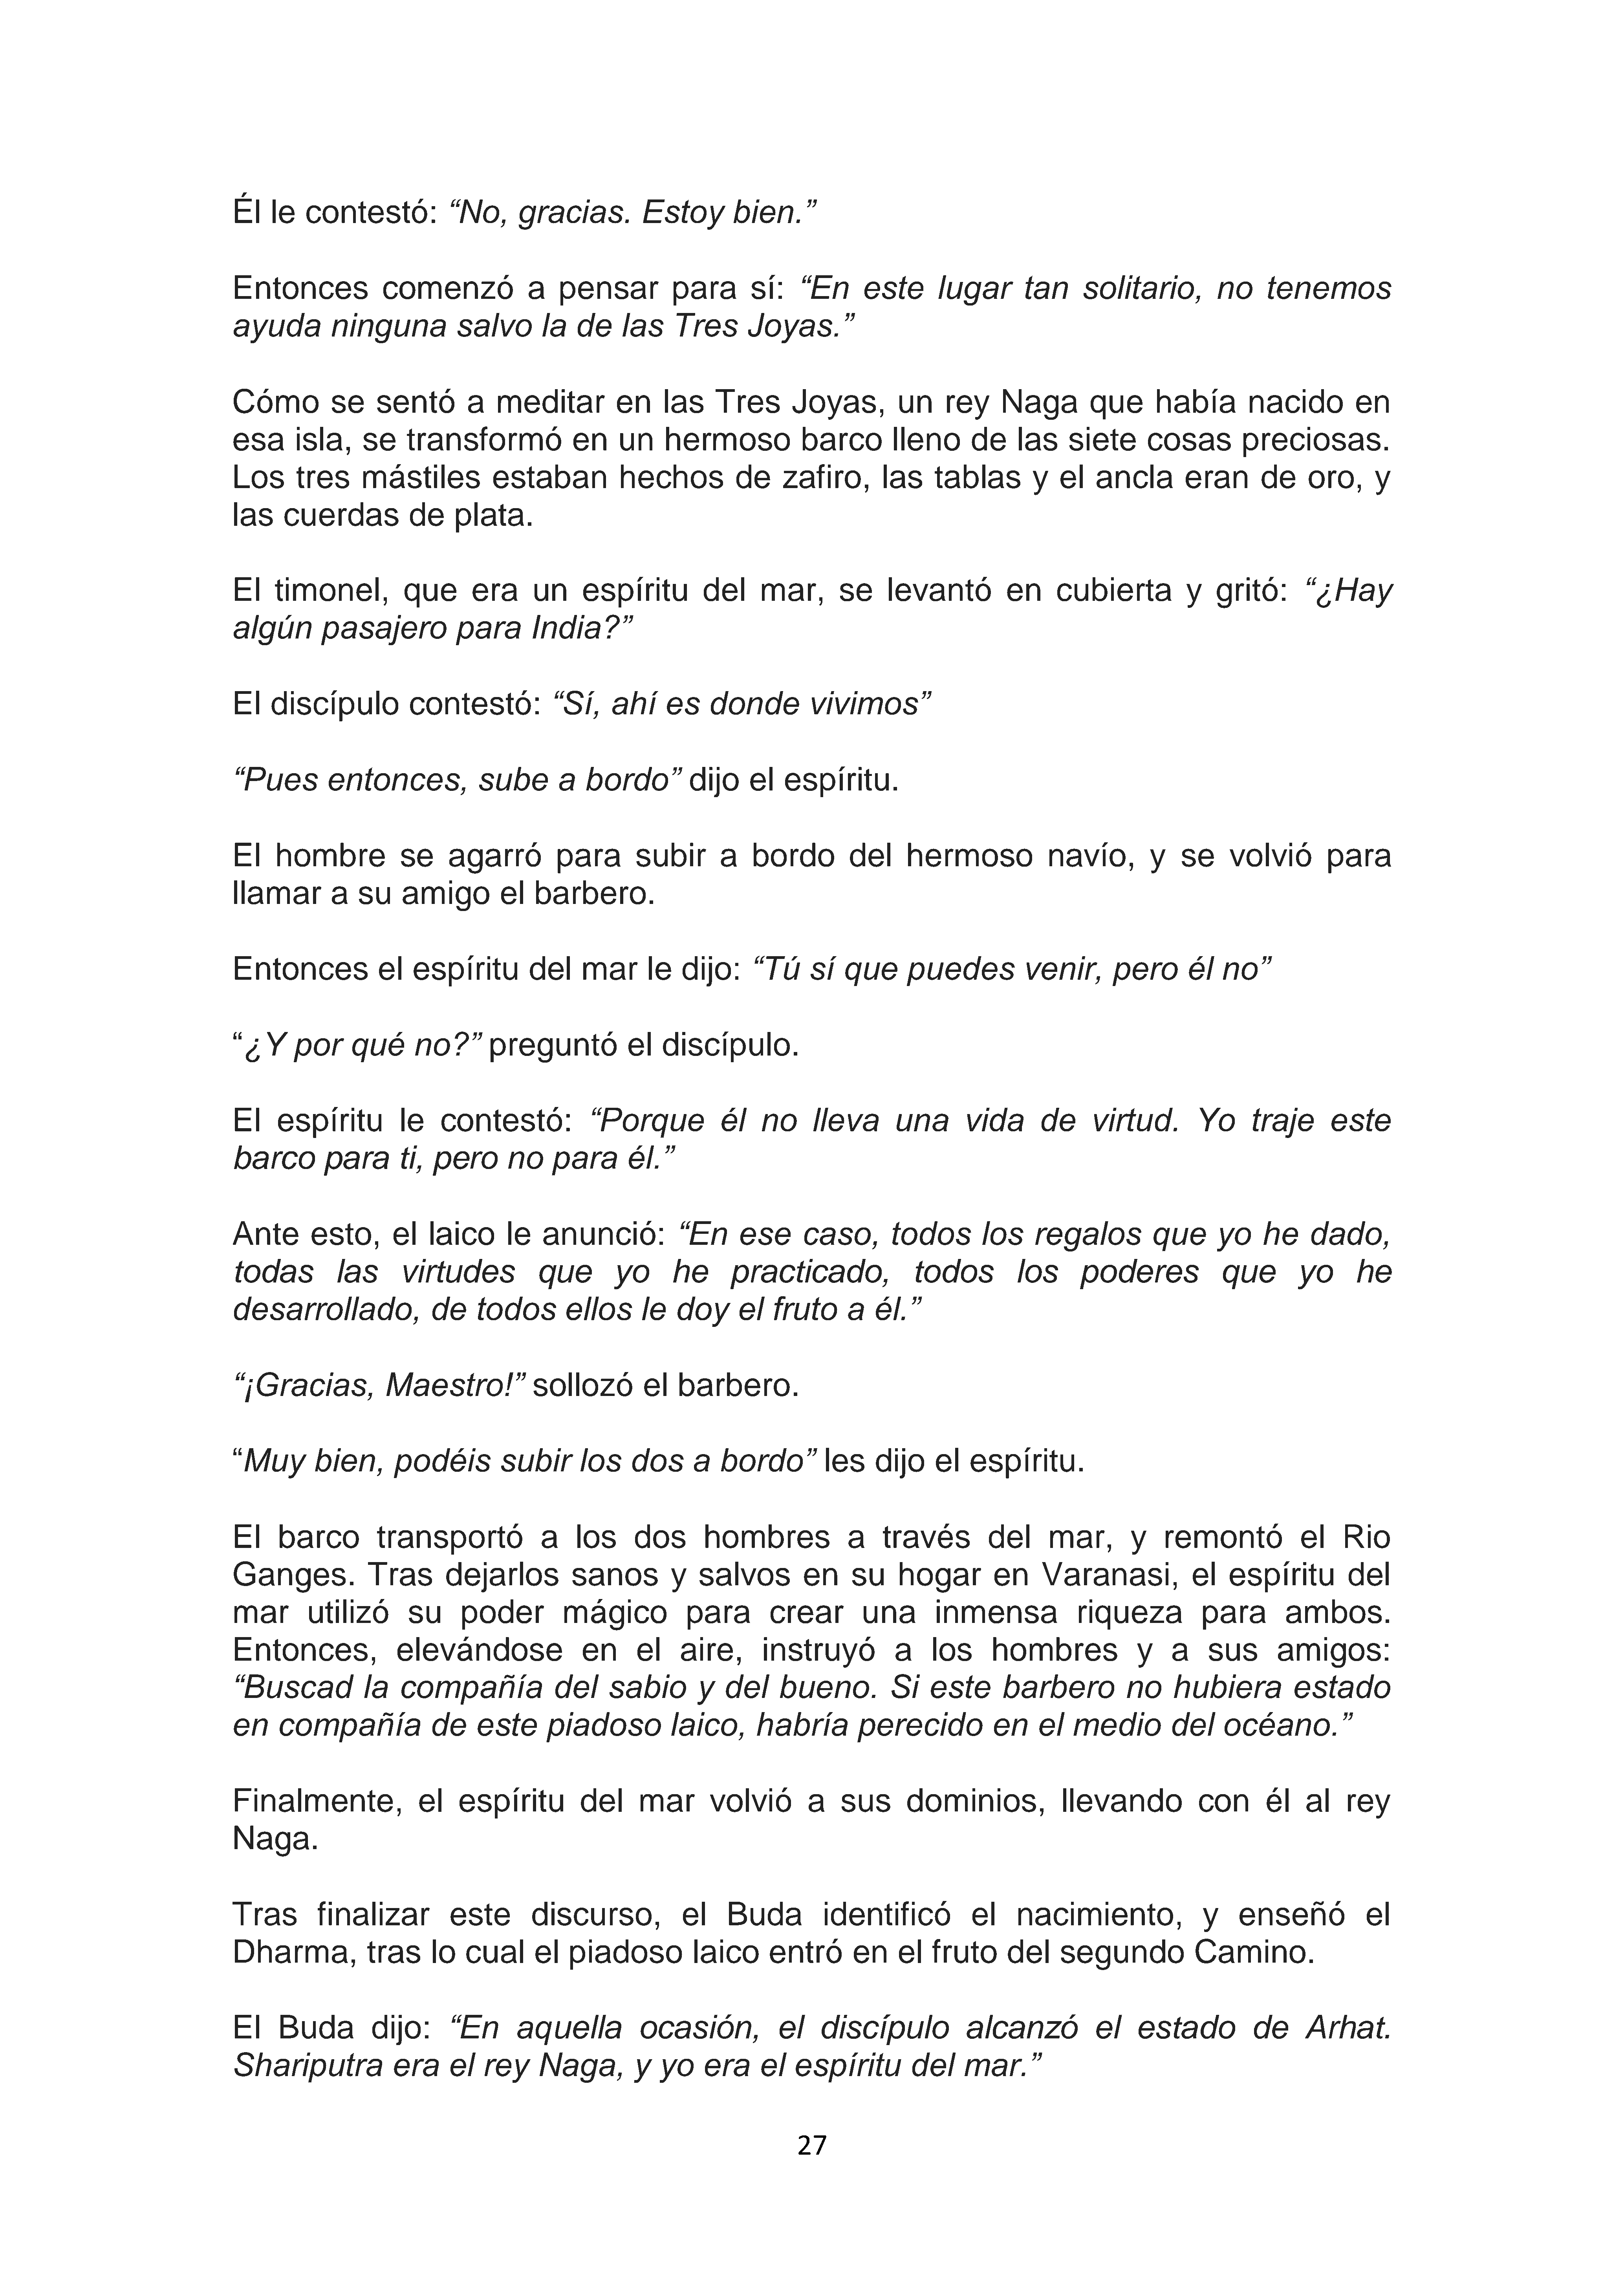 Él le contestó: “No, gracias. Estoy bien.”
Entonces comenzó a pensar para sí: “En este lugar tan solitario, no tenemos
ayuda ninguna salvo la de las Tres Joyas.”
Cómo se sentó a meditar en las Tres Joyas, un rey Naga que había nacido en
esa isla, se transformó en un hermoso barco lleno de las siete cosas preciosas.
Los tres mástiles estaban hechos de zafiro, las tablas y el ancla eran de oro, y
las cuerdas de plata.
El timonel, que era un espíritu del mar, se levantó en cubierta y gritó: “¿Hay
algún pasajero para India?”
El discípulo contestó: “Sí, ahí es donde vivimos”
“Pues entonces, sube a bordo” dijo el espíritu.
El hombre se agarró para subir a bordo del hermoso navío, y se volvió para
llamar a su amigo el barbero.
Entonces el espíritu del mar le dijo: “Tú sí que puedes venir, pero él no”
“¿Y por qué no?” preguntó el discípulo.
El espíritu le contestó: “Porque él no lleva una vida de virtud. Yo traje este
barco para ti, pero no para él.”
Ante esto, el laico le anunció: “En ese caso, todos los regalos que yo he dado,
todas las virtudes que yo he practicado, todos los poderes que yo he
desarrollado, de todos ellos le doy el fruto a él.”
“¡Gracias, Maestro!” sollozó el barbero.
“Muy bien, podéis subir los dos a bordo” les dijo el espíritu.
El barco transportó a los dos hombres a través del mar, y remontó el Rio
Ganges. Tras dejarlos sanos y salvos en su hogar en Varanasi, el espíritu del
mar utilizó su poder mágico para crear una inmensa riqueza para ambos.
Entonces, elevándose en el aire, instruyó a los hombres y a sus amigos:
“Buscad la compañía del sabio y del bueno. Si este barbero no hubiera estado
en compañía de este piadoso laico, habría perecido en el medio del océano.”
Finalmente, el espíritu del mar volvió a sus dominios, llevando con él al rey
Naga.
Tras finalizar este discurso, el Buda identificó el nacimiento, y enseñó el
Dharma, tras lo cual el piadoso laico entró en el fruto del segundo Camino.
El Buda dijo: “En aquella ocasión, el discípulo alcanzó el estado de Arhat.
Shariputra era el rey Naga, y yo era el espíritu del mar.”
27